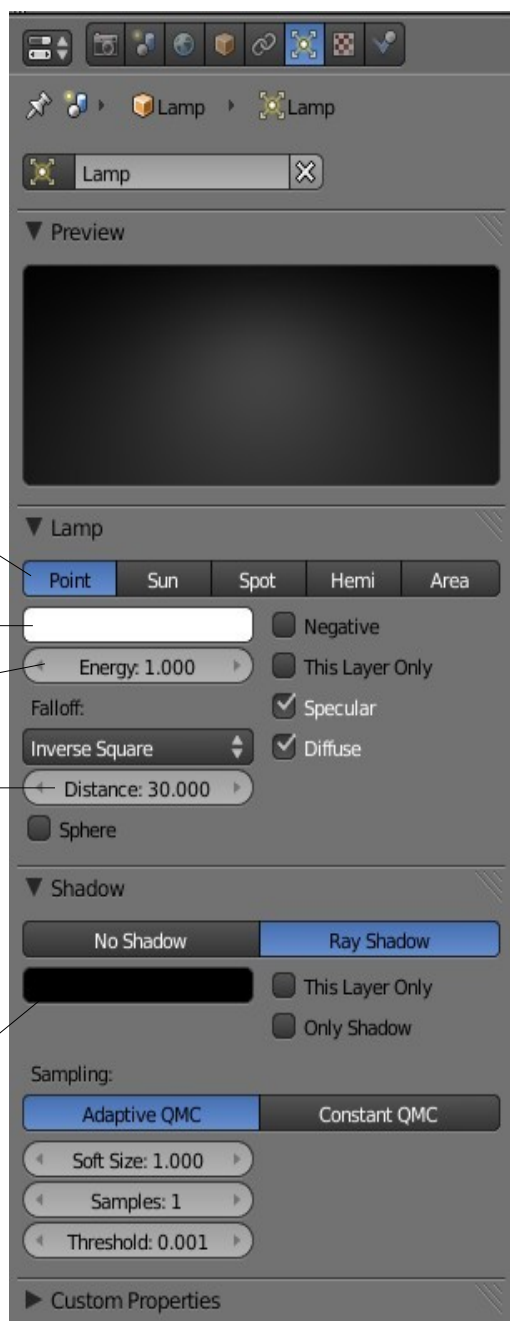 Lamp Lamp
Lamp
Preview
Lamp
Point Sun Spot Hemi Area
Negative
Energy: 1.000 This Layer Only
Falloff: Specular
Inverse Square Diffuse
Distance: 30.000
Sphere
Shadow
No Shadow Ray Shadow
This Layer Only
Only Shadow
Sampling:
Adaptive QMC Constant QMC
Soft Size: 1.000
Samples: 1
Threshold: 0.001
Custom Properties